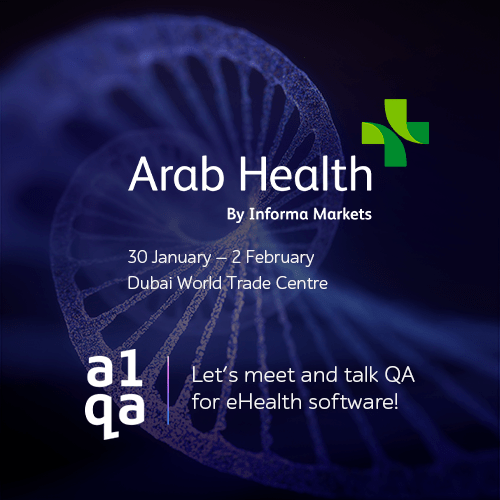 Arab Health
By Informa Markets
30 January – 2 February
Dubai World Trade Centre
a1
qa
Let's meet and talk QA
for eHealth software!